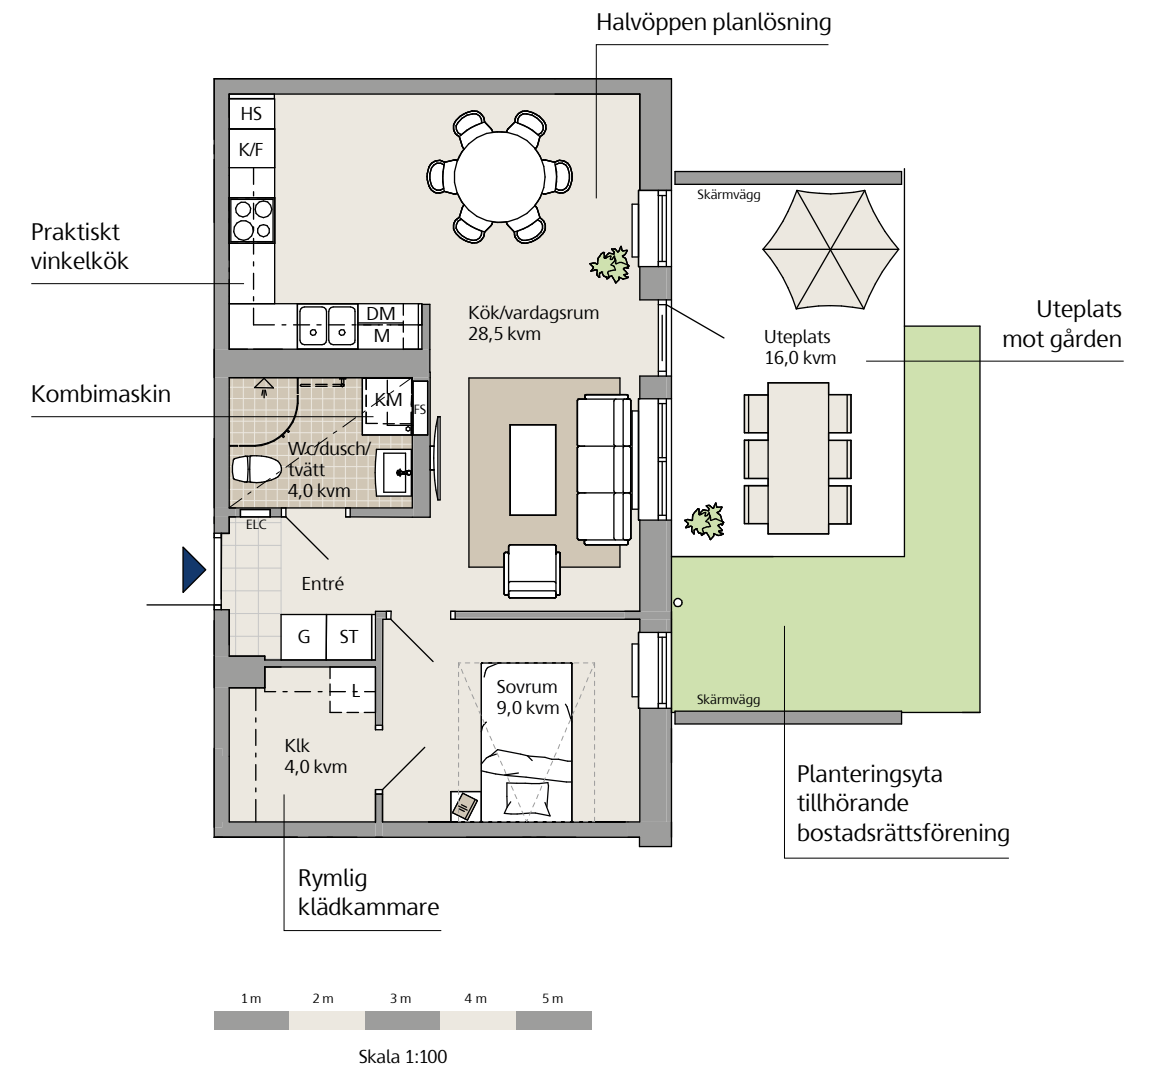 Halvöppen planlösning
HS
K/F
Skärmvägg
Praktiskt
vinkelkök
DM
M
Kök/vardagsrum
28,5 kvm
Uteplats
16,0 kvm
Uteplats
mot gården
Kombimaskin
KM
FS
Wc/dusch/
tvätt
4,0 kvm
ELC
Entré
G
ST
L
Sovrum
9,0 kvm
Skärmvägg
Klk
4,0 kvm
Planteringsyta
tillhörande
bostadsrättsförening
Rymlig
klädkammare
1 m
2 m
3 m
4 m
5 m
Skala 1:100